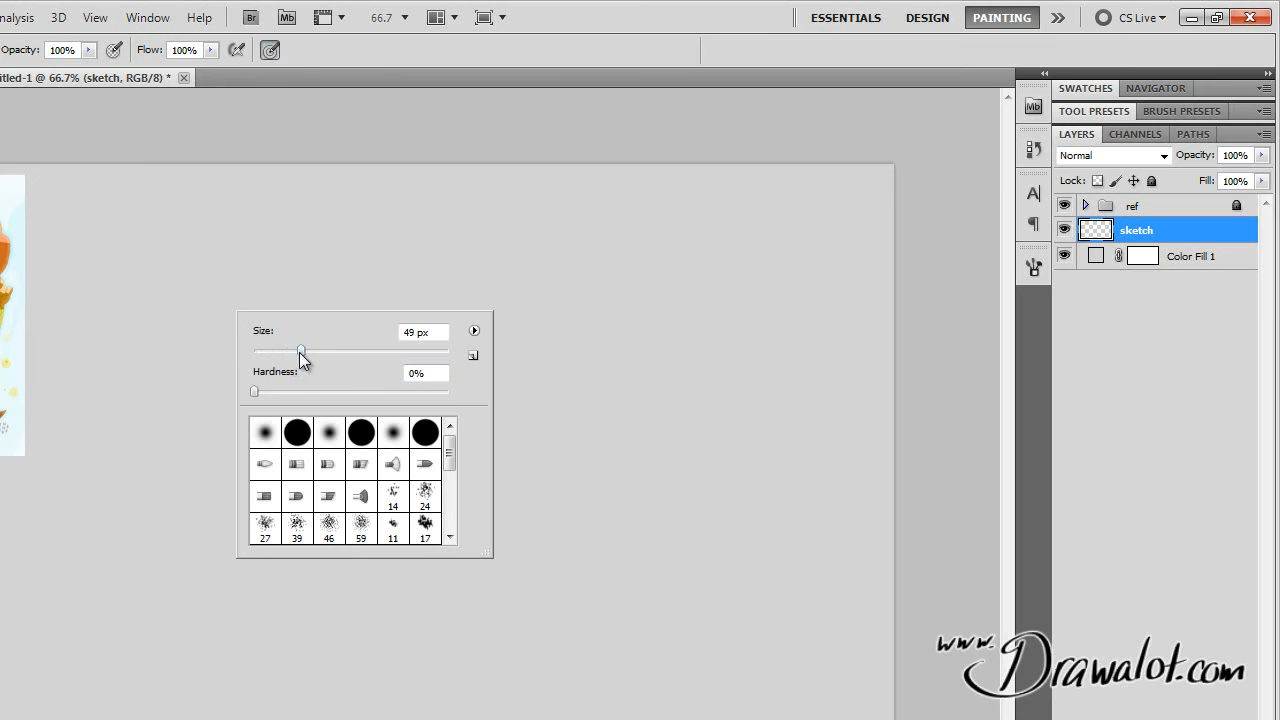 nalysis 3D View Window Help Br Mb 66.7 ESSENTIALS DESIGN PAINTING CS Live
Opacity: 100% Flow: 100%
itled-1 @ 66.7% (sketch, RGB/8) *
SWATCHES NAVIGATOR
Mb
TOOL PRESETS BRUSH PRESETS
LAYERS CHANNELS PATHS
Normal Opacity: 100%
Lock: Fill: 100%
ref
sketch
Color Fill 1
Size: 49 px
Hardness: 0%
14 24
27 39 46 59 11 17
www.Drawalot.com